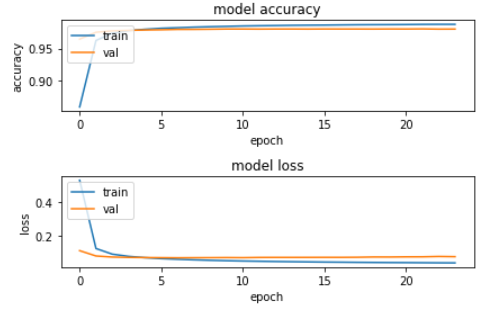 model accuracy
train
val
0.95
0.90
accuracy
0 5 10 15 20
epoch
model loss
train
val
0.4
0.2
loss
0 5 10 15 20
epoch